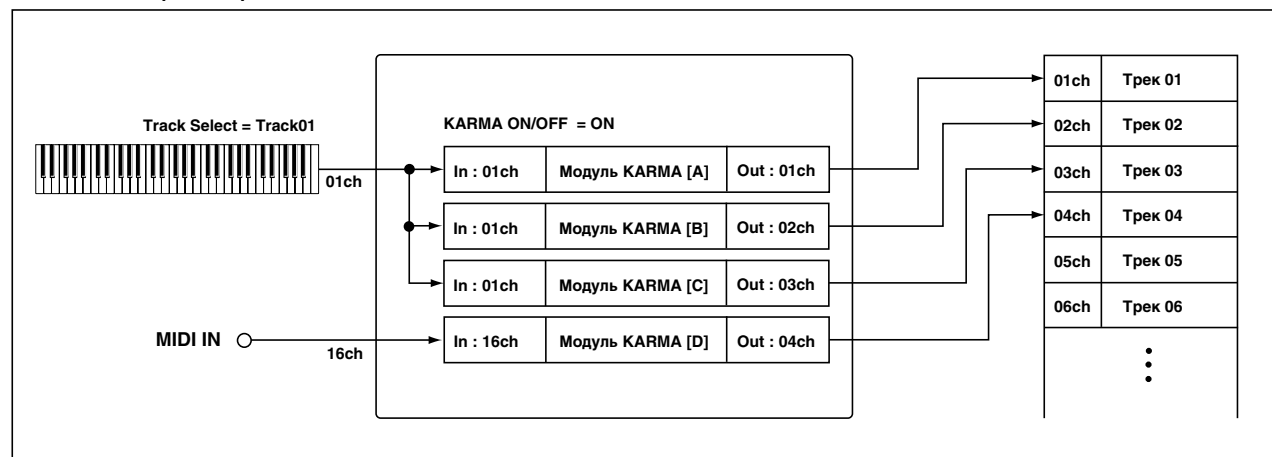 Track Select = Track01
01ch
MIDI IN
16ch
KARMA ON/OFF = ON
In : 01ch Модуль KARMA [A] Out : 01ch
In : 01ch Модуль KARMA [B] Out : 02ch
In : 01ch Модуль KARMA [C] Out : 03ch
In : 16ch Модуль KARMA [D] Out : 04ch
01ch Трек 01
02ch Трек 02
03ch Трек 03
04ch Трек 04
05ch Трек 05
06ch Трек 06